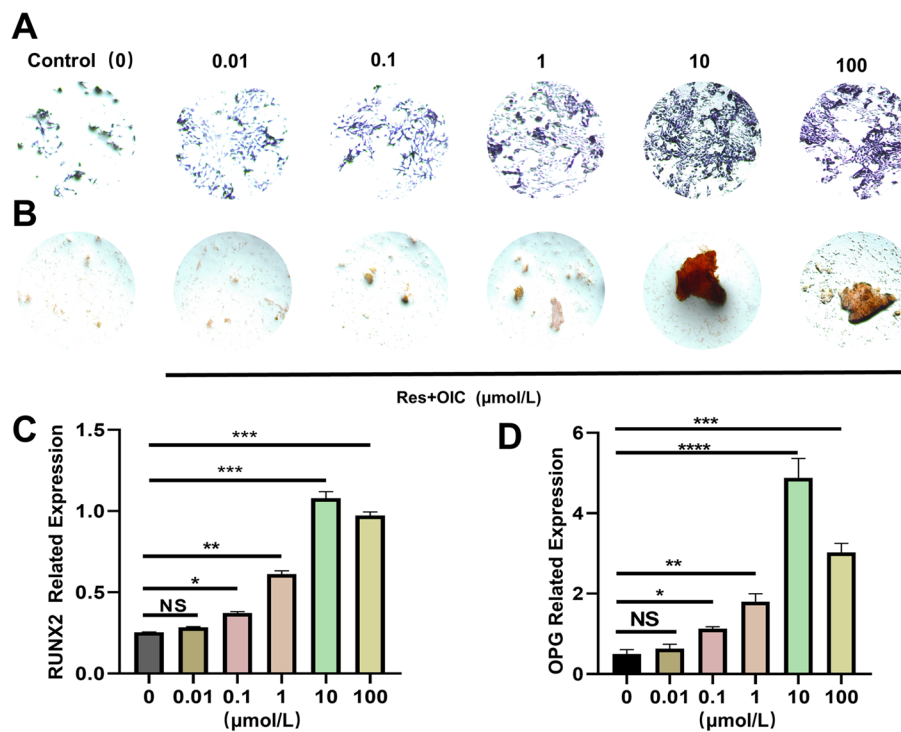 A
Control (0) 0.01 0.1 1 10 100
B
Res+OIC (μmol/L)
C
RUNX2 Related Expression
1.5
1.0
0.5
0.0
***
***
**
*
NS
0 0.01 0.1 1 10 100
(μmol/L)
D
OPG Related Expression
6
4
2
0
***
****
**
*
NS
0 0.01 0.1 1 10 100
(μmol/L)